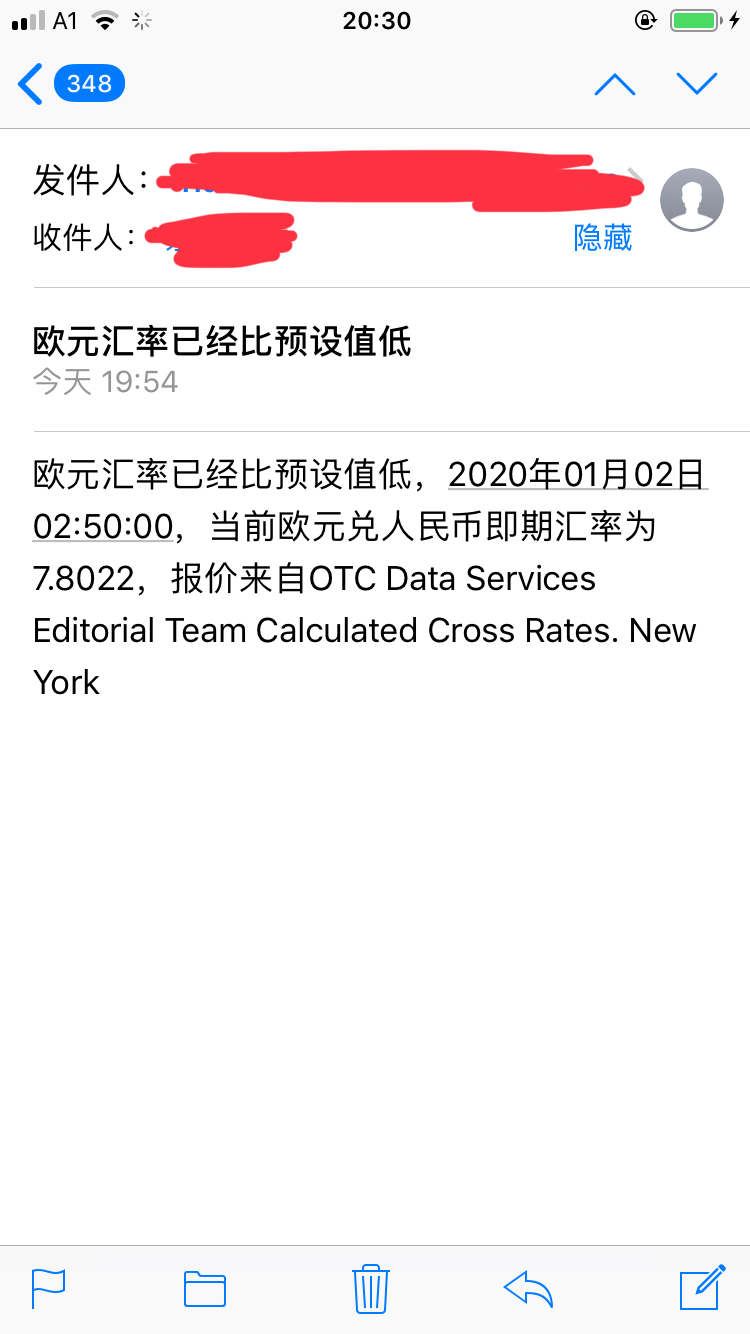 A1
20:30
348
发件人：
收件人：
隐藏
欧元汇率已经比预设值低
今天 19:54
欧元汇率已经比预设值低，2020年01月02日
02:50:00，当前欧元兑人民币即期汇率为
7.8022，报价来自OTC Data Services
Editorial Team Calculated Cross Rates. New
York